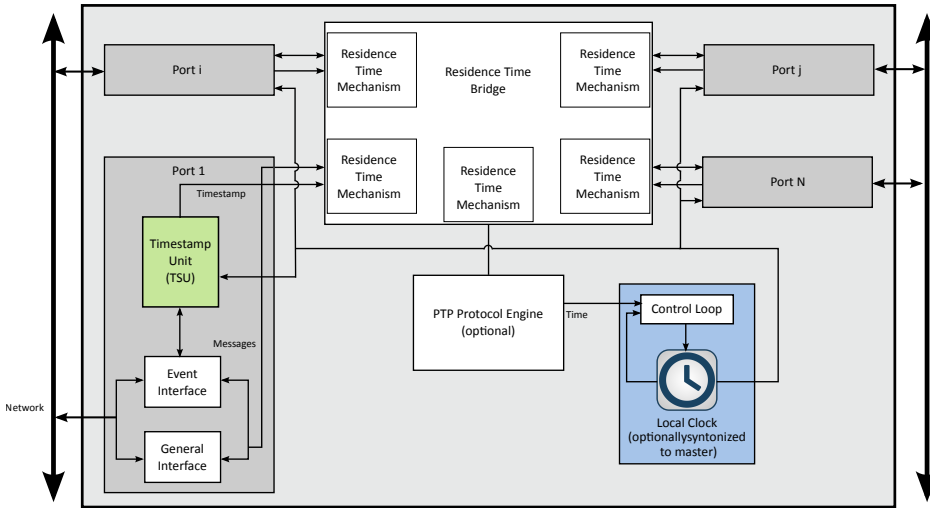 Port i
Residence
Time
Mechanism
Residence Time
Bridge
Residence
Time
Mechanism
Port j
Port 1
Timestamp
Residence
Time
Mechanism
Residence
Time
Mechanism
Residence
Time
Mechanism
Port N
Timestamp
Unit
(TSU)
PTP Protocol Engine
(optional)
Time
Control Loop
Messages
Event
Interface
Network
General
Interface
Local Clock
(optionallysyntonized
to master)